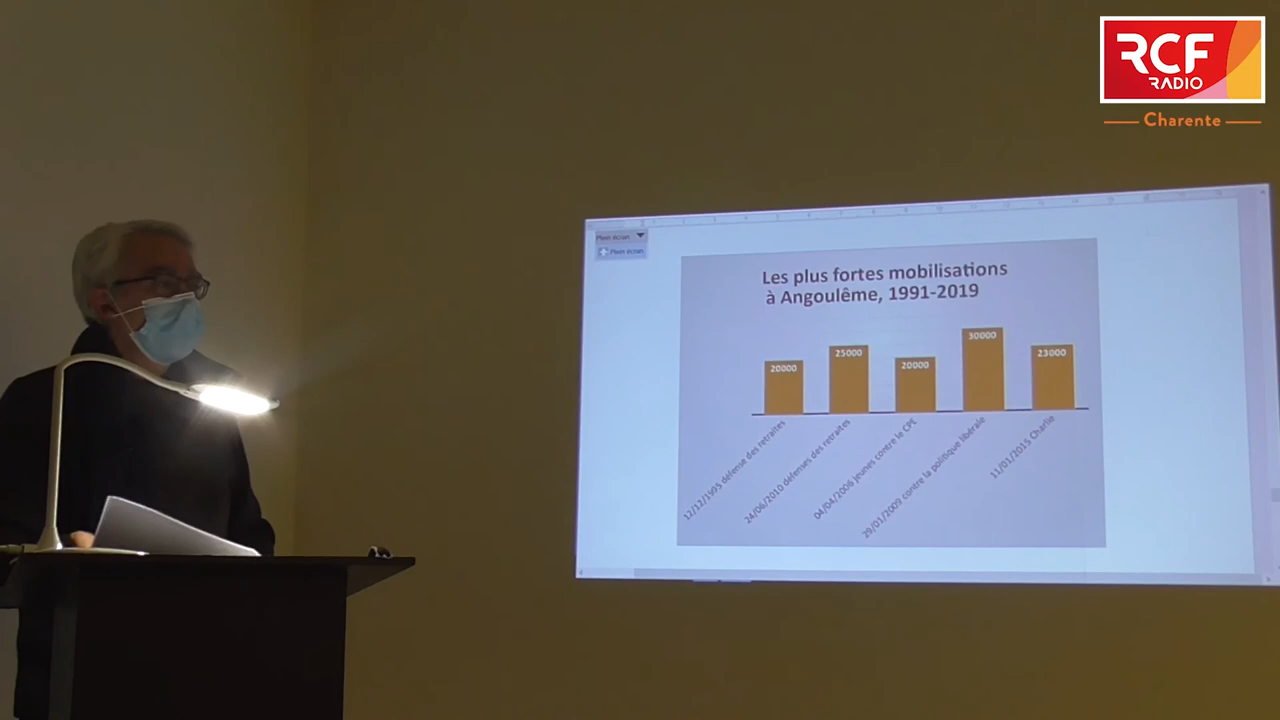 RCF
RADIO
Charente
Plein écran
Plein écran
Les plus fortes mobilisations
à Angoulême, 1991-2019
20000
25000
20000
30000
23000
12/12/1995 défense des retraites
24/06/2010 défenses des retraites
04/04/2006 jeunes contre le CPE
29/01/2009 contre la politique libérale
11/01/2015 Charlie